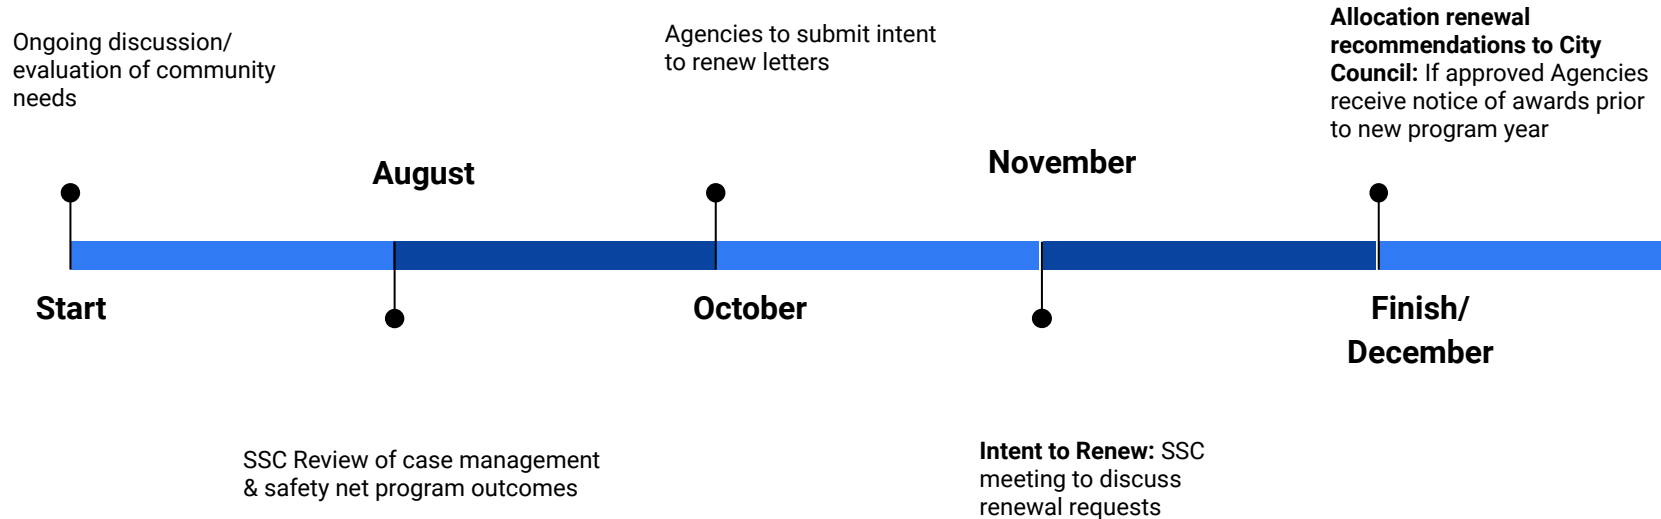 Ongoing discussion/
evaluation of community
needs
Start
August
SSC Review of case management
& safety net program outcomes
Agencies to submit intent
to renew letters
October
November
Intent to Renew: SSC
meeting to discuss
renewal requests
Allocation renewal
recommendations to City
Council: If approved Agencies
receive notice of awards prior
to new program year
Finish/
December